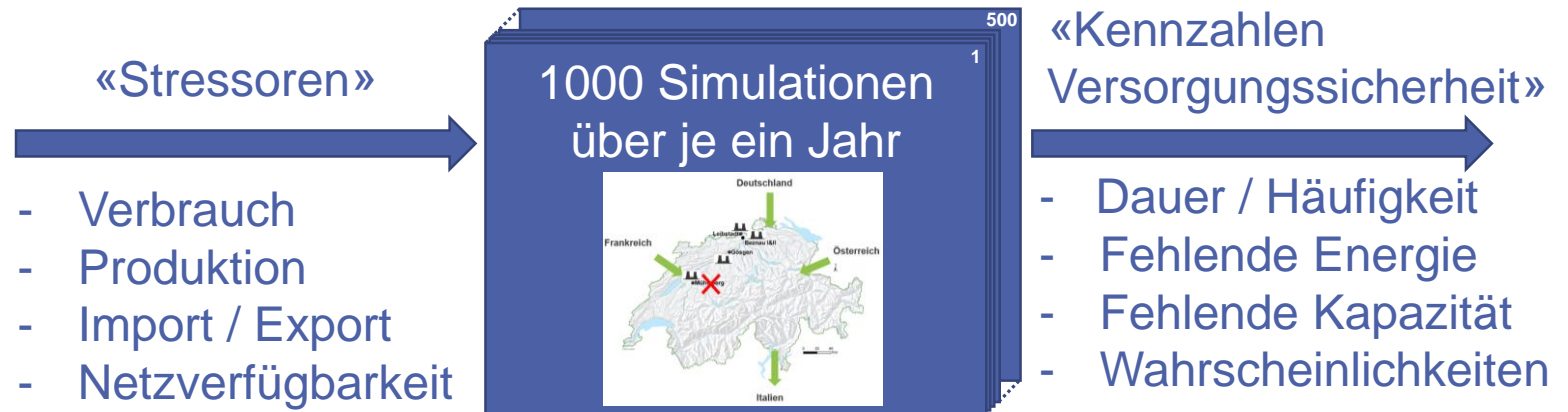 «Stressoren»
- Verbrauch
- Produktion
- Import / Export
- Netzverfügbarkeit
500
1
1000 Simulationen
über je ein Jahr
Deutschland
Leibstadt
Beznau I&II
Frankreich
Gösgen
Österreich
Italien
«Kennzahlen
Versorgungssicherheit»
- Dauer / Häufigkeit
- Fehlende Energie
- Fehlende Kapazität
- Wahrscheinlichkeiten